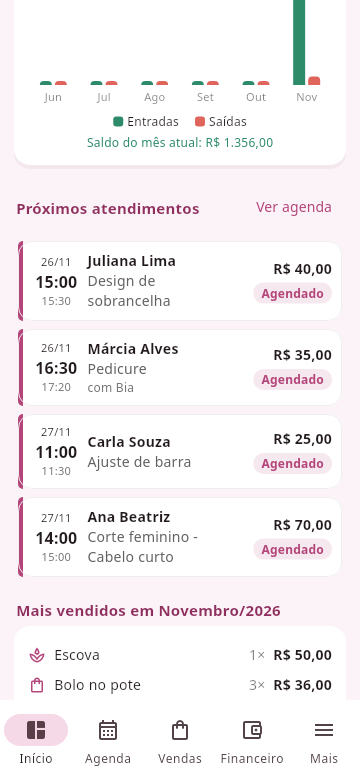 Jun Jul Ago Set Out Nov
Entradas Saídas
Saldo do mês atual: R$ 1.356,00
Próximos atendimentos Ver agenda
26/11
15:00
15:30
Juliana Lima
Design de
sobrancelha
R$ 40,00
Agendado
26/11
16:30
17:20
Márcia Alves
Pedicure
com Bia
R$ 35,00
Agendado
27/11
11:00
11:30
Carla Souza
Ajuste de barra
R$ 25,00
Agendado
27/11
14:00
15:00
Ana Beatriz
Corte feminino -
Cabelo curto
R$ 70,00
Agendado
Mais vendidos em Novembro/2026
Escova 1× R$ 50,00
Bolo no pote 3× R$ 36,00
Início Agenda Vendas Financeiro Mais